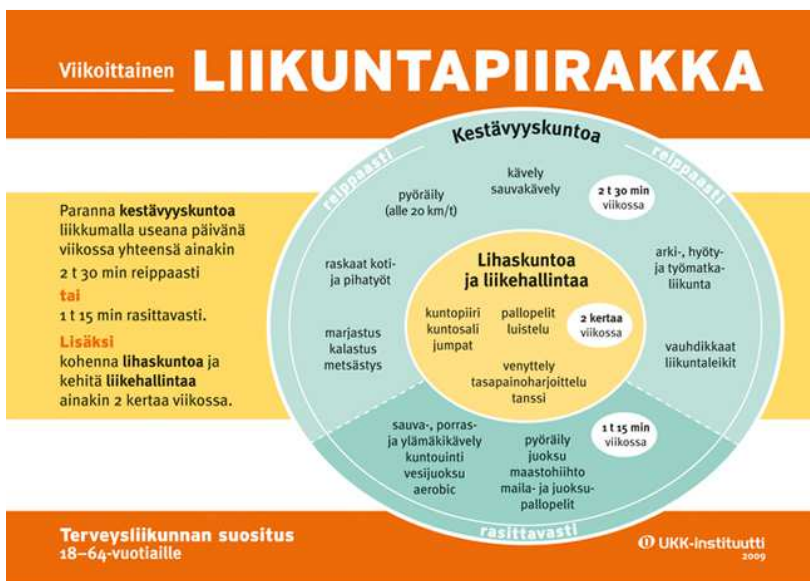 Viikoittainen LIIKUNTAPIIRAKKA
Paranna kestävyyskuntoa
liikkumalla useana päivänä
viikossa yhteensä ainakin
2 t 30 min reippaasti
tai
1 t 15 min rasittavasti.
Lisäksi
kohenna lihaskuntoa ja
kehitä liikehallintaa
ainakin 2 kertaa viikossa.
Kestävyyskuntoa
reippaasti
reippaasti
kävely
sauvakävely
2 t 30 min
viikossa
pyöräily
(alle 20 km/t)
raskaat koti-
ja pihatyöt
marjastus
kalastus
metsästys
arki-, hyöty-
ja työmatka-
liikunta
vauhdikkaat
liikuntaleikit
Lihaskuntoa
ja liikehallintaa
kuntopiiri
kuntosali
jumpat
pallopelit
luistelu
2 kertaa
viikossa
venyttely
tasapainoharjoittelu
tanssi
sauva-, porras-
ja ylämäkikävely
kuntouinti
vesijuoksu
aerobic
pyöräily
juoksu
maastohiihto
maila- ja juoksu-
pallopelit
1 t 15 min
viikossa
rasittavasti
Terveysliikunnan suositus
18–64-vuotiaille
UKK-instituutti
2009